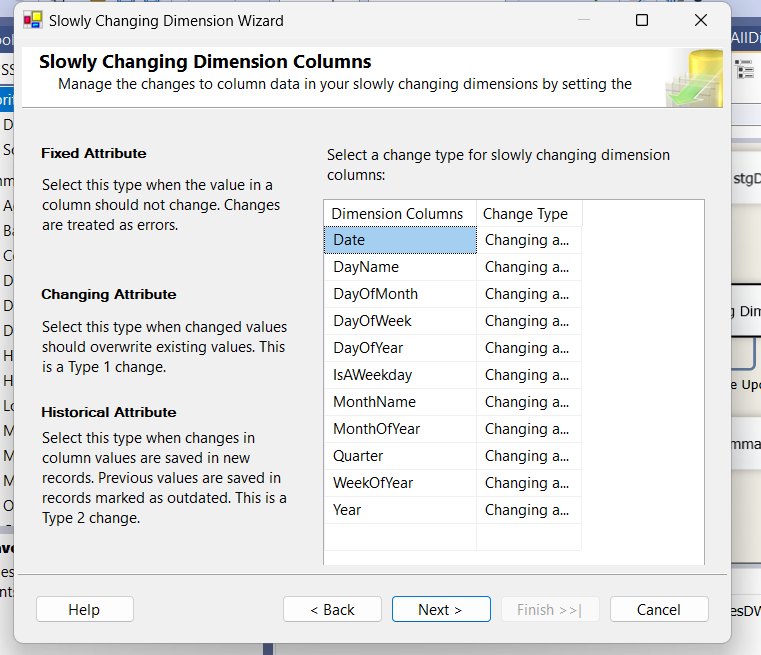 Slowly Changing Dimension Wizard
Slowly Changing Dimension Columns
Manage the changes to column data in your slowly changing dimensions by setting the
Fixed Attribute
Select this type when the value in a
column should not change. Changes
are treated as errors.
Changing Attribute
Select this type when changed values
should overwrite existing values. This
is a Type 1 change.
Historical Attribute
Select this type when changes in
column values are saved in new
records. Previous values are saved in
records marked as outdated. This is a
Type 2 change.
Select a change type for slowly changing dimension
columns:
Dimension Columns Change Type
Date Changing a...
DayName Changing a...
DayOfMonth Changing a...
DayOfWeek Changing a...
DayOfYear Changing a...
IsAWeekday Changing a...
MonthName Changing a...
MonthOfYear Changing a...
Quarter Changing a...
WeekOfYear Changing a...
Year Changing a...
Help
< Back
Next >
Finish >>|
Cancel
AllDi
stgD
g Dim
e Upd
mma
esDW